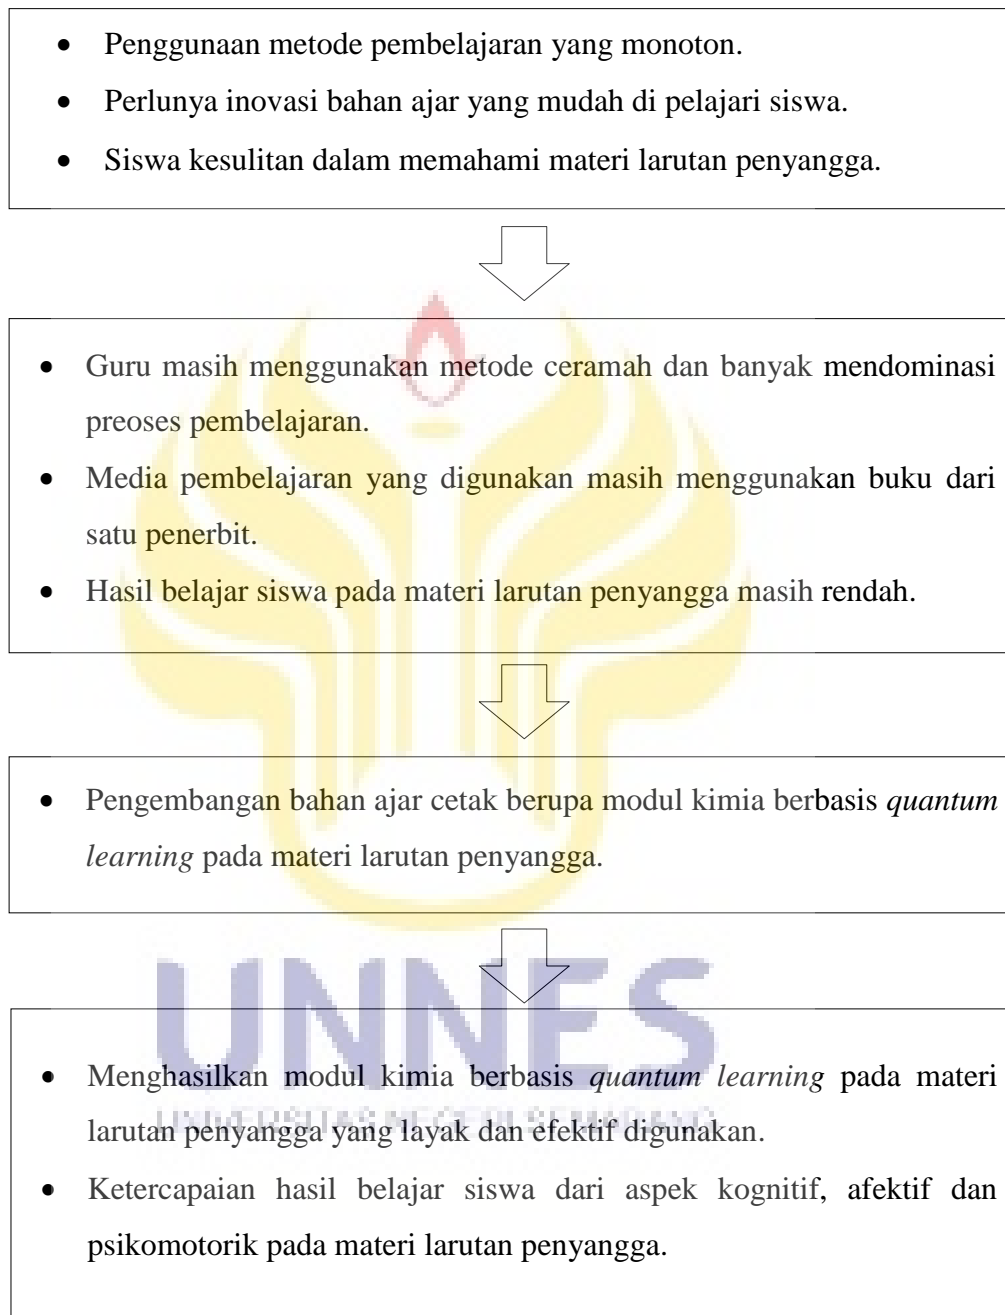 • Penggunaan metode pembelajaran yang monoton.
• Perlunya inovasi bahan ajar yang mudah di pelajari siswa.
• Siswa kesulitan dalam memahami materi larutan penyangga.
• Guru masih menggunakan metode ceramah dan banyak mendominasi
preoses pembelajaran.
• Media pembelajaran yang digunakan masih menggunakan buku dari
satu penerbit.
• Hasil belajar siswa pada materi larutan penyangga masih rendah.
• Pengembangan bahan ajar cetak berupa modul kimia berbasis quantum
learning pada materi larutan penyangga.
UNNES
• Menghasilkan modul kimia berbasis quantum learning pada materi
larutan penyangga yang layak dan efektif digunakan.
UNIVERSITAS NEGERI SEMARANG
• Ketercapaian hasil belajar siswa dari aspek kognitif, afektif dan
psikomotorik pada materi larutan penyangga.